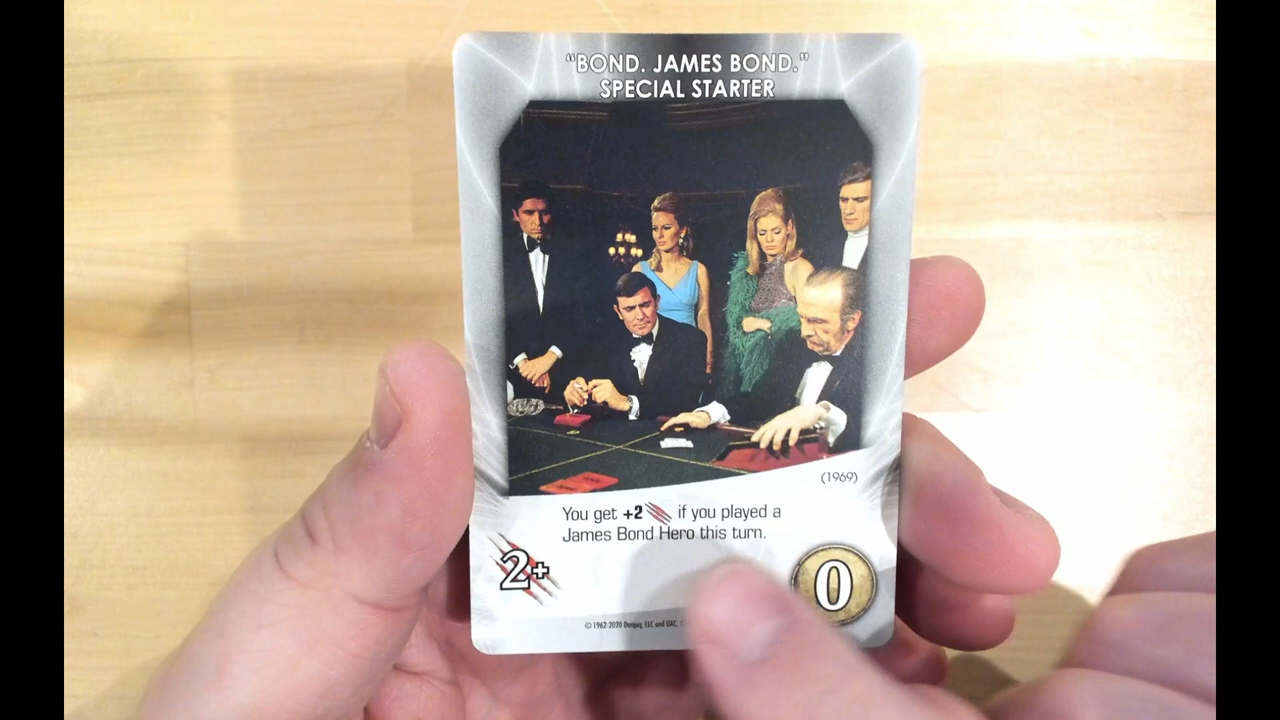 “BOND. JAMES BOND.”
SPECIAL STARTER
(1969)
You get +2 if you played a
James Bond Hero this turn.
2+
0
© 1962-2020 Danjaq, LLC and UAC.